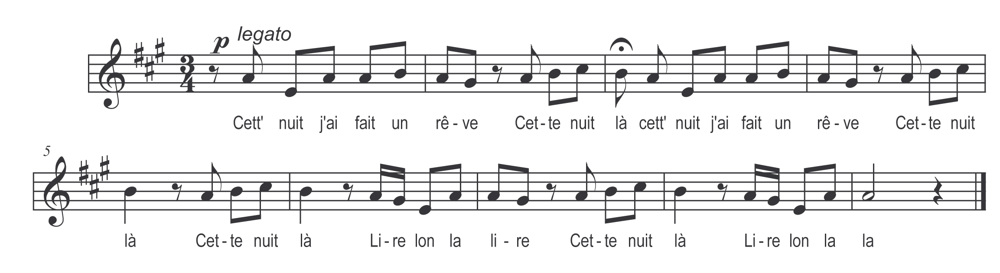 p legato
3
4
Cett' nuit j'ai fait un rê - ve Cet - te nuit là cett' nuit j'ai fait un rê - ve Cet - te nuit
5
là Cet - te nuit là Li - re lon la li - re Cet - te nuit là Li - re lon la la